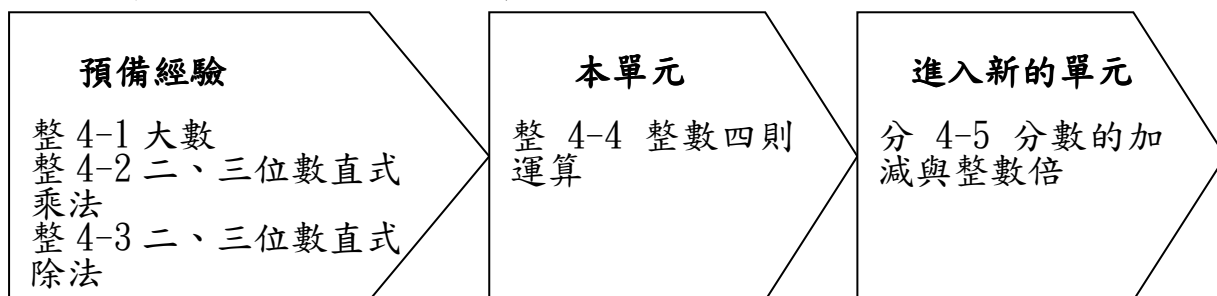 預備經驗
整 4-1 大數
整 4-2 二、三位數直式
乘法
整 4-3 二、三位數直式
除法
本單元
整 4-4 整數四則
運算
進入新的單元
分 4-5 分數的加
減與整數倍